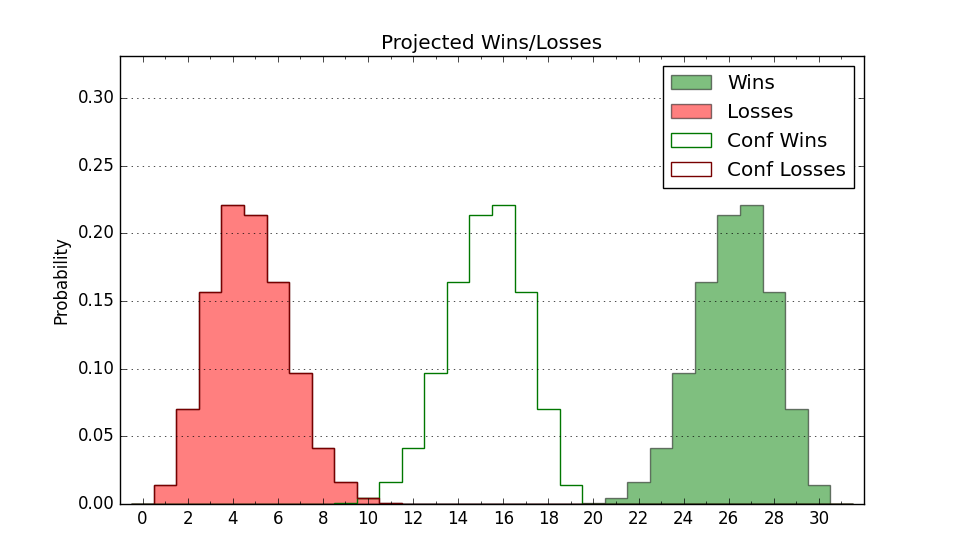 Projected Wins/Losses
Wins
Losses
Conf Wins
Conf Losses
Probability
0.30
0.25
0.20
0.15
0.10
0.05
0.00
0 2 4 6 8 10 12 14 16 18 20 22 24 26 28 30